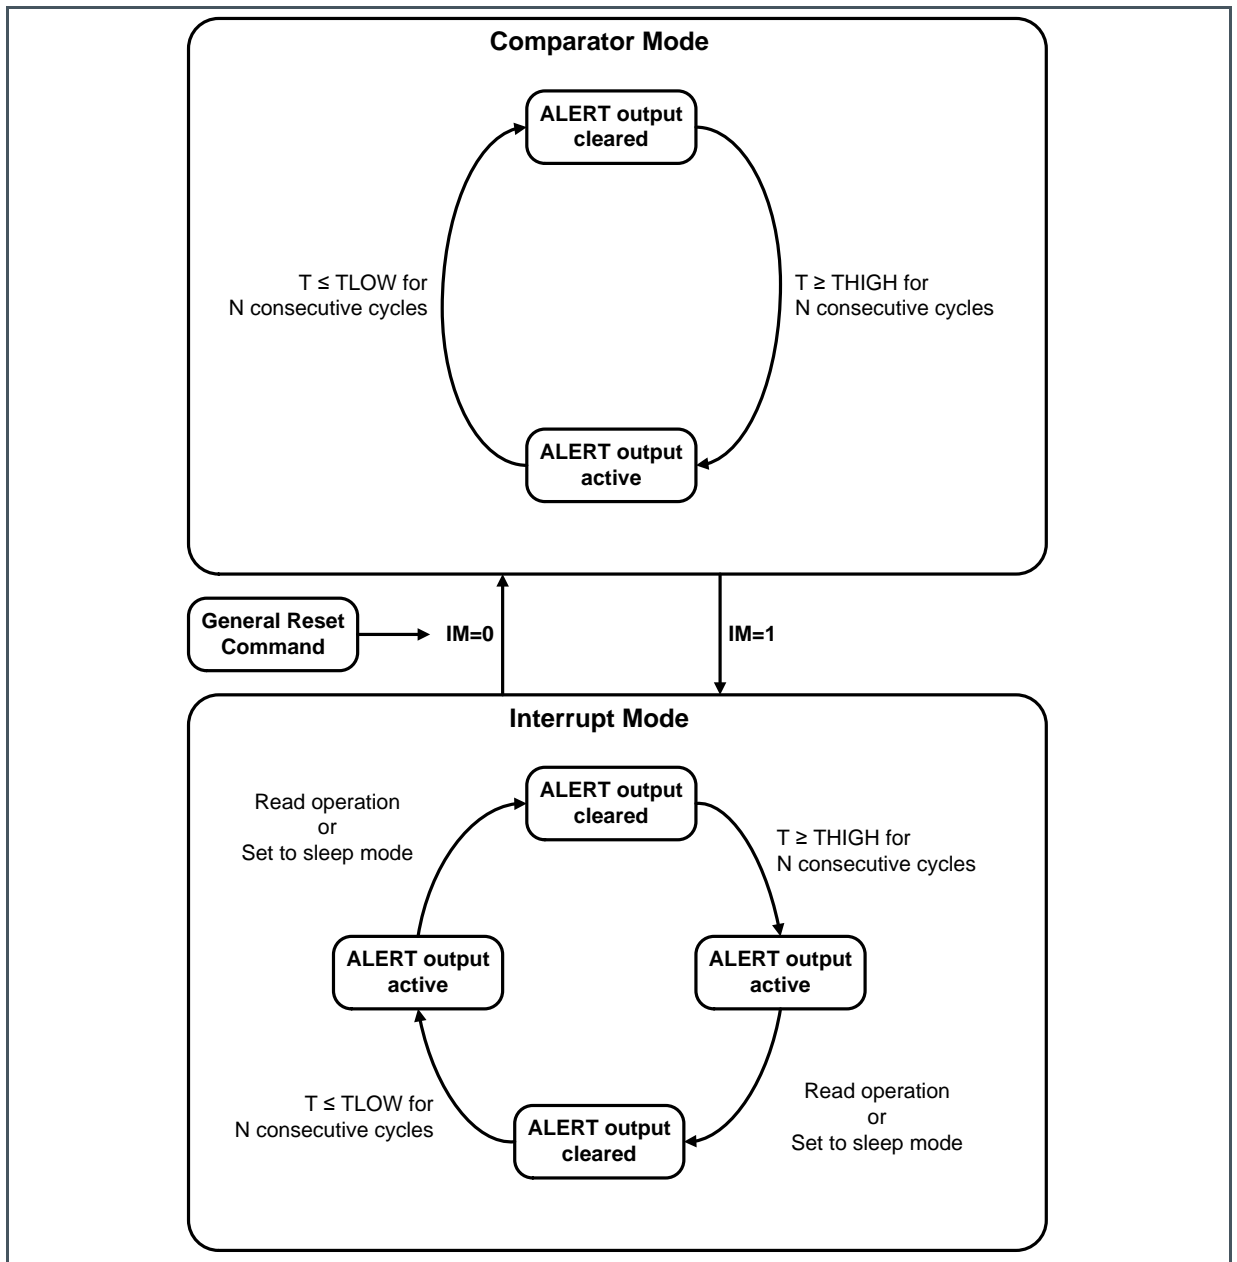 Comparator Mode
ALERT output
cleared
T ≤ TLOW for
N consecutive cycles
T ≥ THIGH for
N consecutive cycles
ALERT output
active
General Reset
Command
IM=0
IM=1
Interrupt Mode
ALERT output
cleared
Read operation
or
Set to sleep mode
T ≥ THIGH for
N consecutive cycles
ALERT output
active
ALERT output
active
T ≤ TLOW for
N consecutive cycles
Read operation
or
Set to sleep mode
ALERT output
cleared